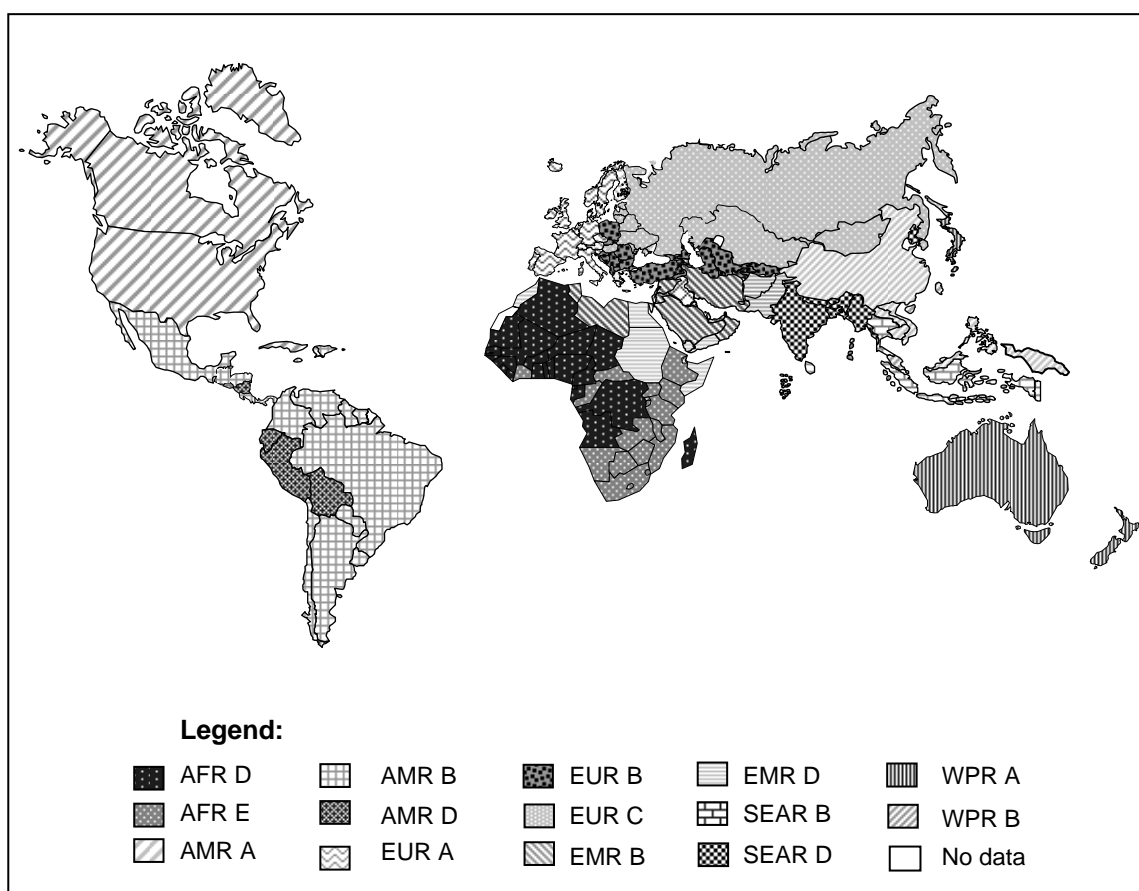 Legend:
AFR D
AMR B
EUR B
EMR D
WPR A
AFR E
AMR D
EUR C
SEAR B
WPR B
AMR A
EUR A
EMR B
SEAR D
No data